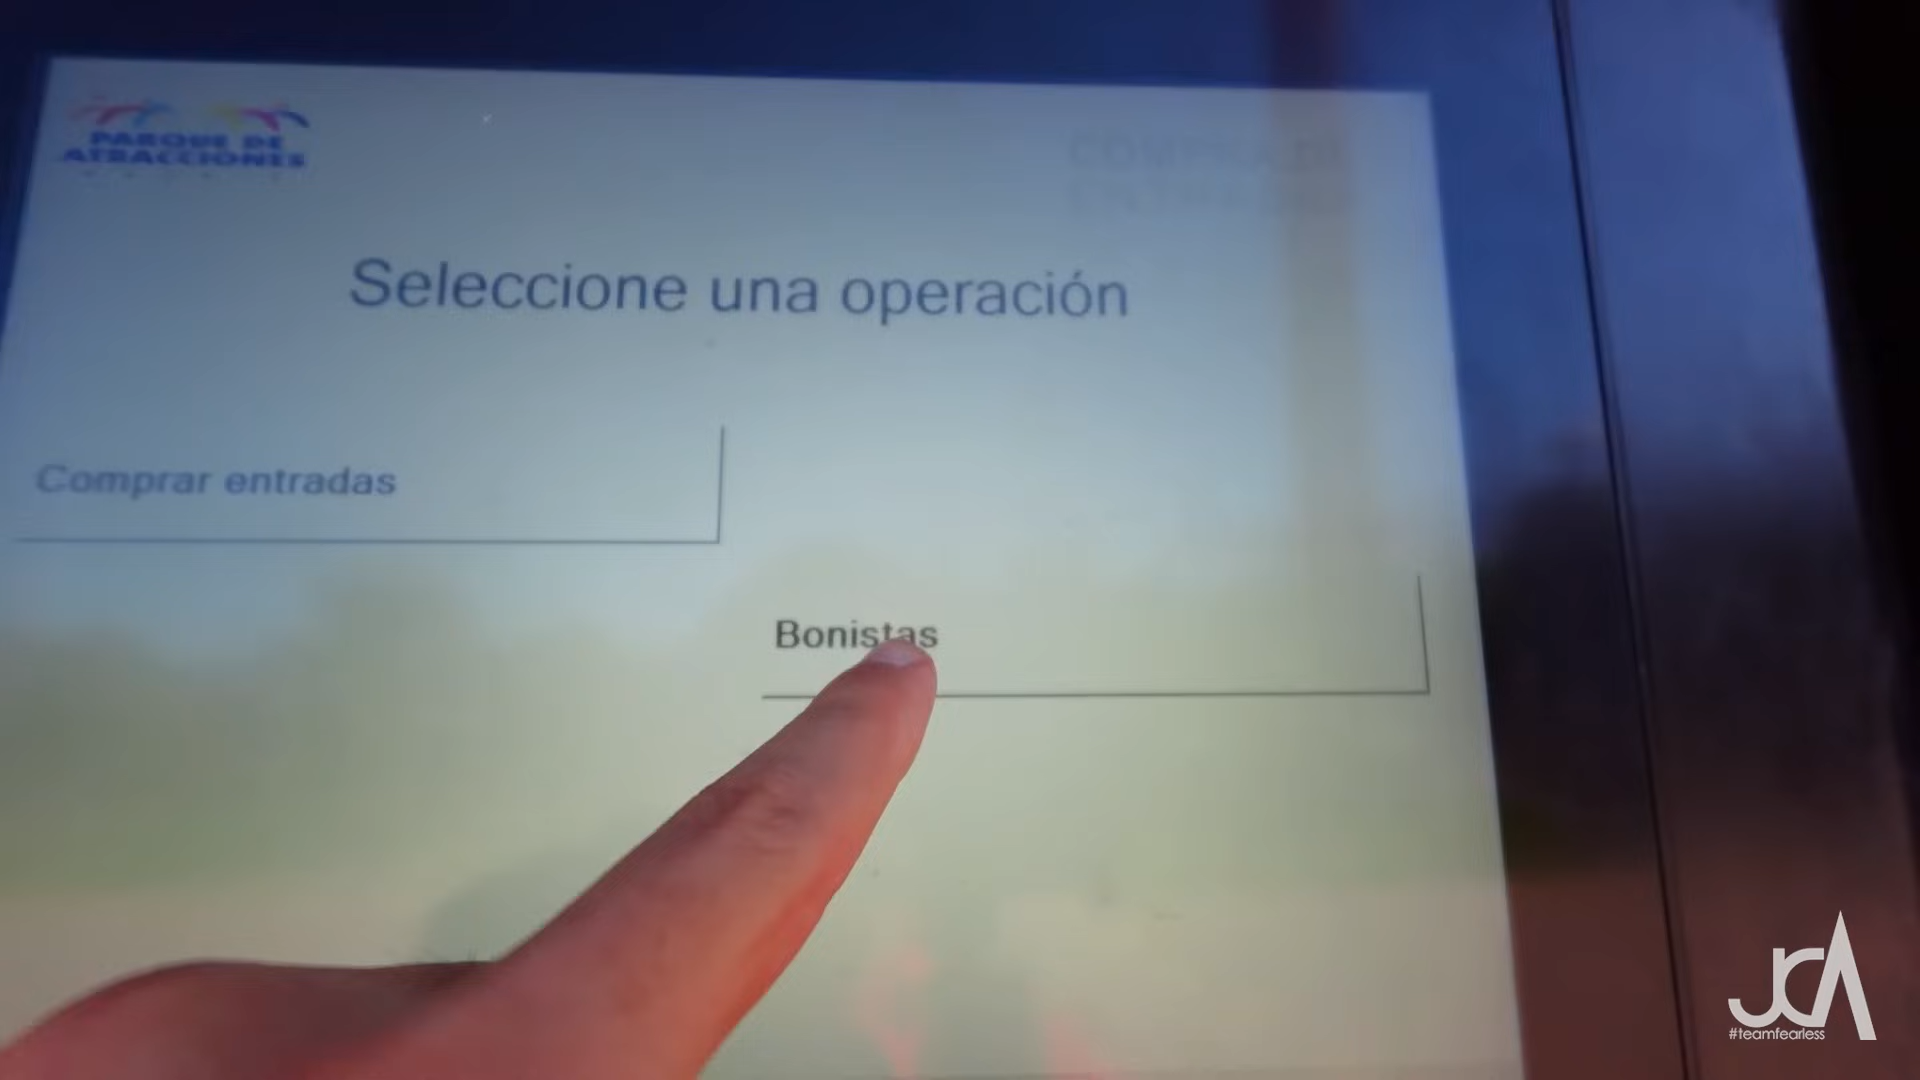 PARQUE DE
ATRACCIONES
Seleccione una operación
Comprar entradas
Bonistas
JCA
#teamfearless